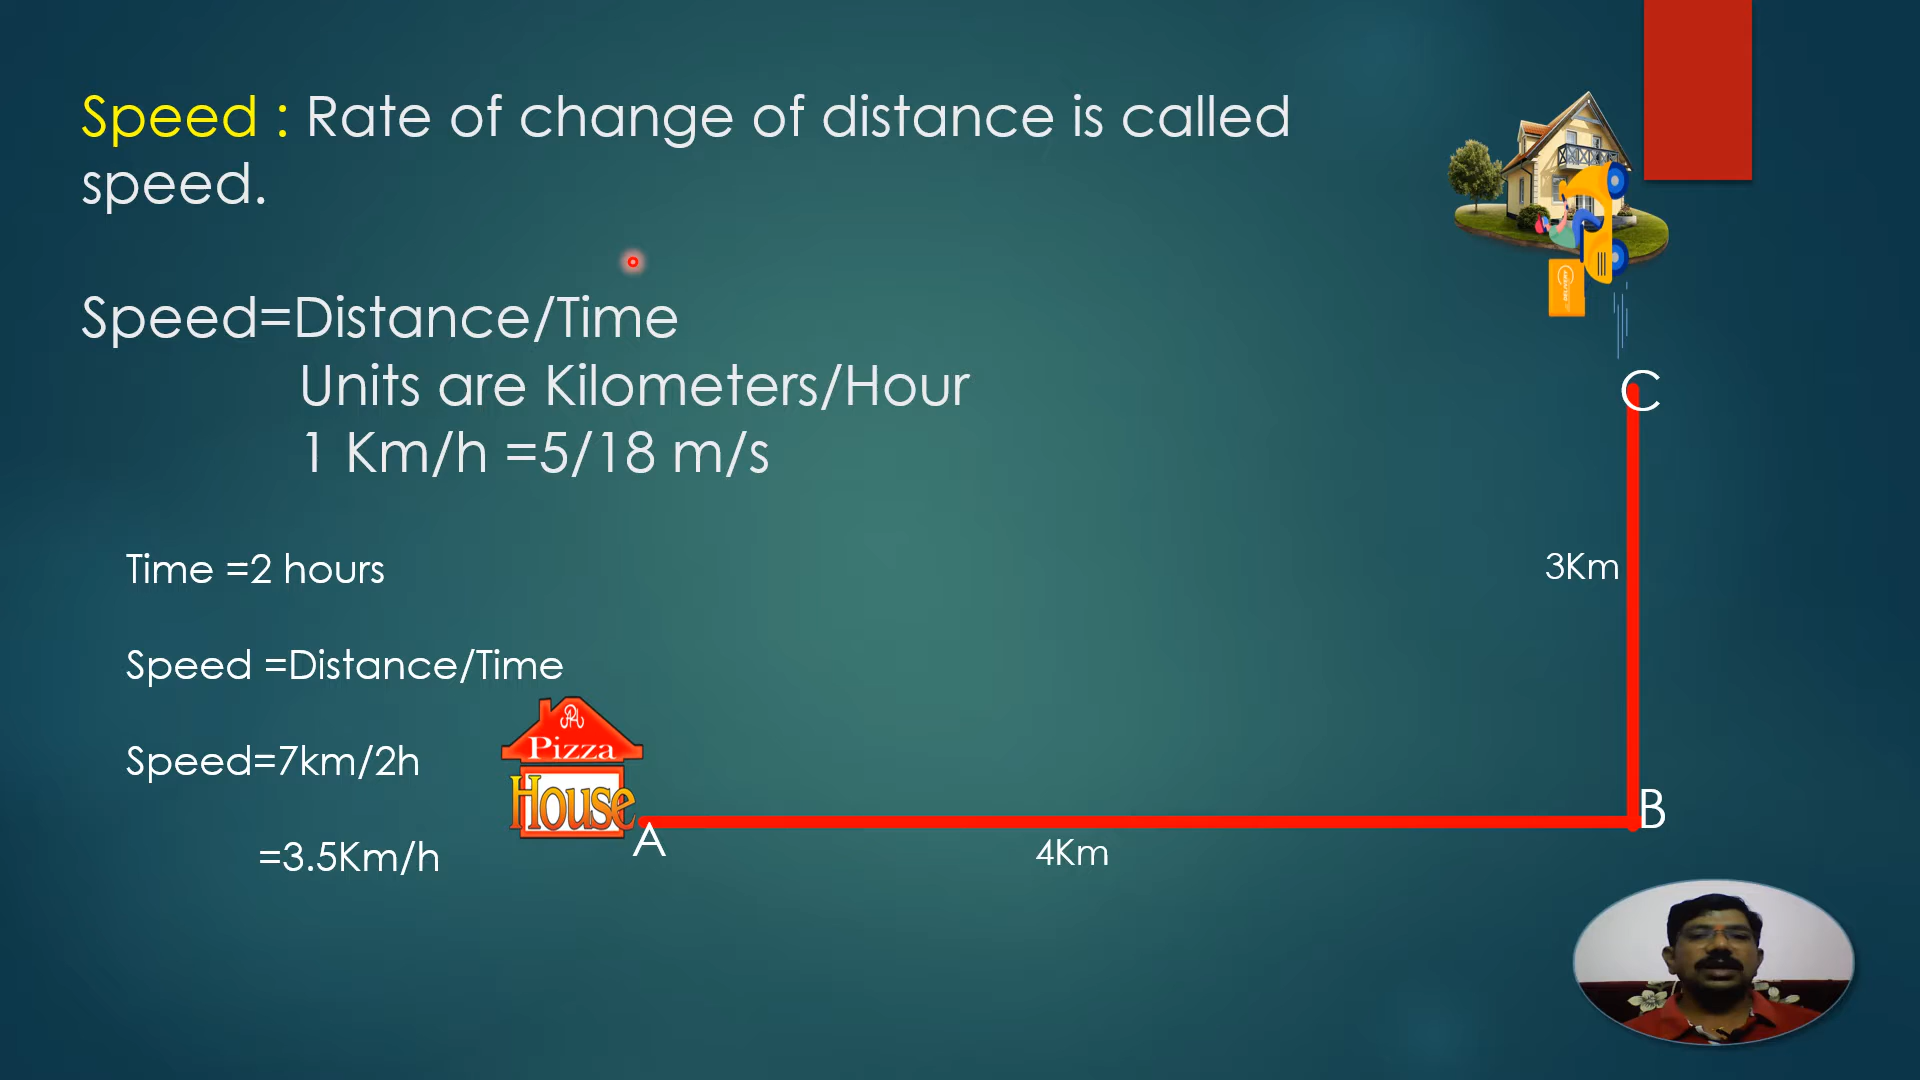 Speed : Rate of change of distance is called
speed.
Speed=Distance/Time
Units are Kilometers/Hour
1 Km/h =5/18 m/s
Time =2 hours
Speed =Distance/Time
Speed=7km/2h
=3.5Km/h
Pizza
House
A
4Km
B
3Km
C